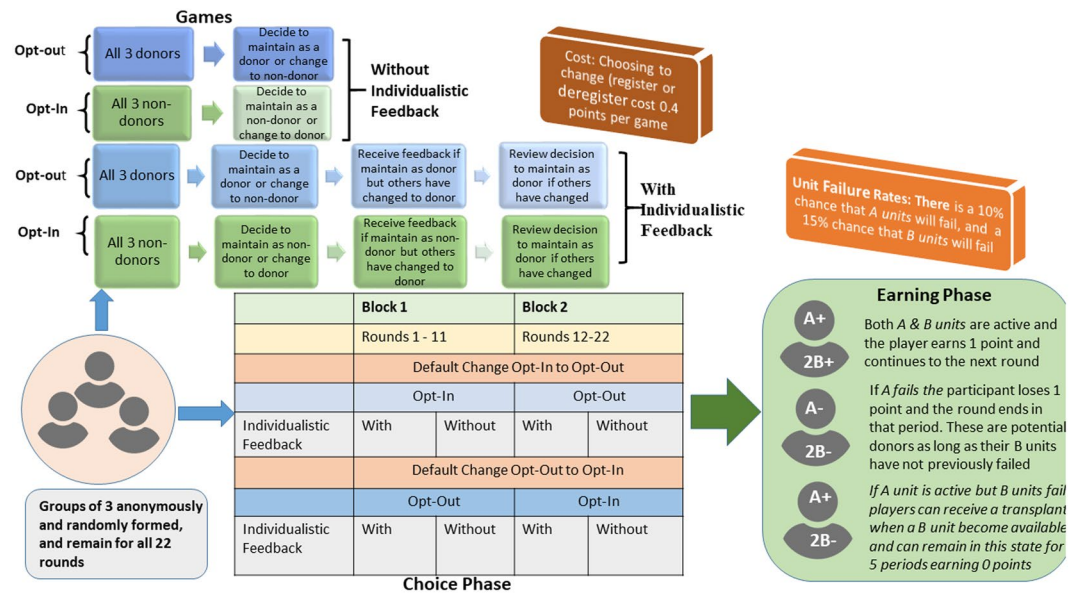 Games
Opt-out
All 3 donors
Decide to
maintain as a
donor or change
to non-donor
Opt-In
All 3 non-
donors
Decide to
maintain as a
non-donor or
change to donor
Without
Individualistic
Feedback
Opt-out
All 3 donors
Decide to
maintain as a
donor or change
to non-donor
Receive feedback if
maintain as donor
but others have
changed to donor
Review decision
to maintain as
donor if others
have changed
Opt-In
All 3 non-
donors
Decide to
maintain as non-
donor or change
to donor
Receive feedback
if maintain as non-
donor but others
have changed to
donor
Review decision
to maintain as
donor if others
have changed
With
Individualistic
Feedback
Cost: Choosing to
change (register or
deregister cost 0.4
points per game
Unit Failure Rates: There is a 10%
chance that A units will fail, and a
15% chance that B units will fail
Groups of 3 anonymously
and randomly formed,
and remain for all 22
rounds
Block 1
Block 2
Rounds 1 - 11
Rounds 12-22
Default Change Opt-In to Opt-Out
Opt-In
Opt-Out
Individualistic
Feedback
With
Without
With
Without
Default Change Opt-Out to Opt-In
Opt-Out
Opt-In
Individualistic
Feedback
With
Without
With
Without
Choice Phase
Earning Phase
A+
2B+
Both A & B units are active and
the player earns 1 point and
continues to the next round
A-
2B-
If A fails the participant loses 1
point and the round ends in
that period. These are potential
donors as long as their B units
have not previously failed
A+
2B-
If A unit is active but B units fail
players can receive a transplant
when a B unit become available
and can remain in this state for
5 periods earning 0 points